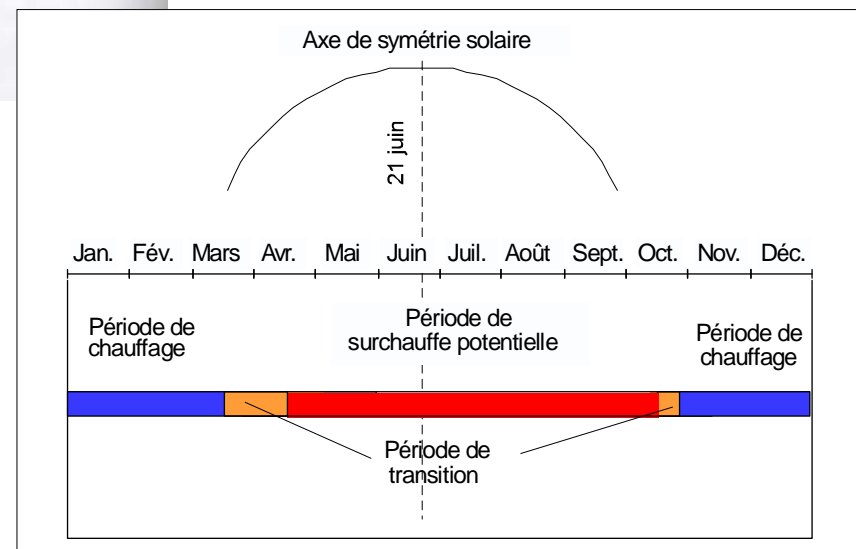 Axe de symétrie solaire
21 juin
Jan. Fév. Mars Avr. Mai Juin Juil. Août Sept. Oct. Nov. Déc.
Période de
chauffage
Période de
surchauffe potentielle
Période de
chauffage
Période de
transition